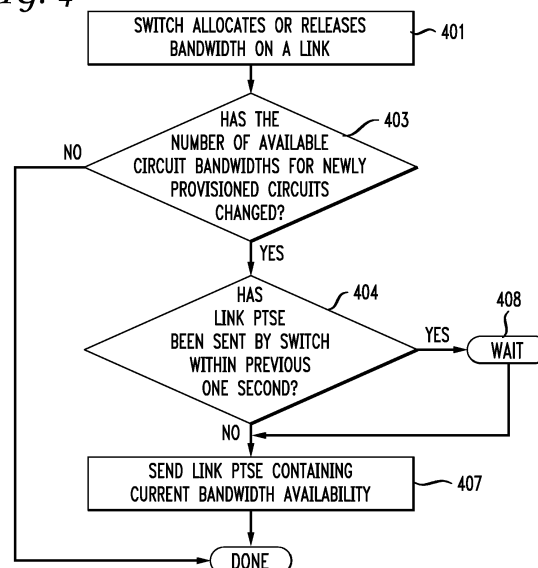 SWITCH ALLOCATES OR RELEASES
BANDWIDTH ON A LINK
401
HAS THE
NUMBER OF AVAILABLE
CIRCUIT BANDWIDTHS FOR NEWLY
PROVISIONED CIRCUITS
CHANGED?
403
NO
YES
HAS
LINK PTSE
BEEN SENT BY SWITCH
WITHIN PREVIOUS
ONE SECOND?
404
YES
408
WAIT
NO
SEND LINK PTSE CONTAINING
CURRENT BANDWIDTH AVAILABILITY
407
DONE